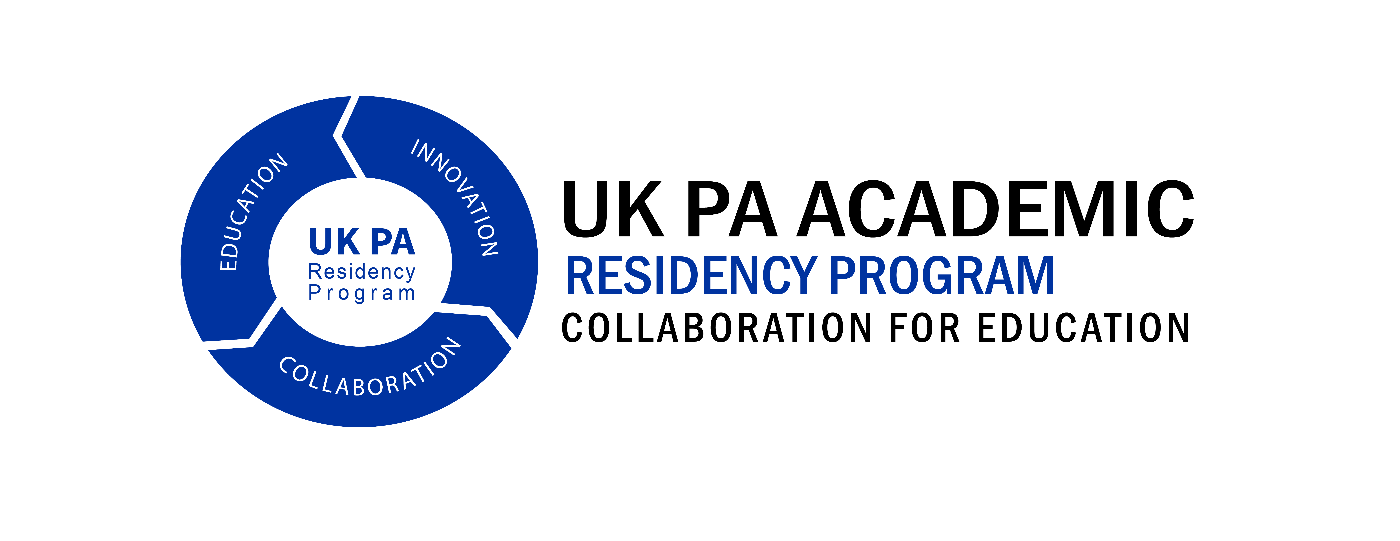 EDUCATION
INNOVATION
COLLABORATION
UK PA
Residency
Program
UK PA ACADEMIC
RESIDENCY PROGRAM
COLLABORATION FOR EDUCATION